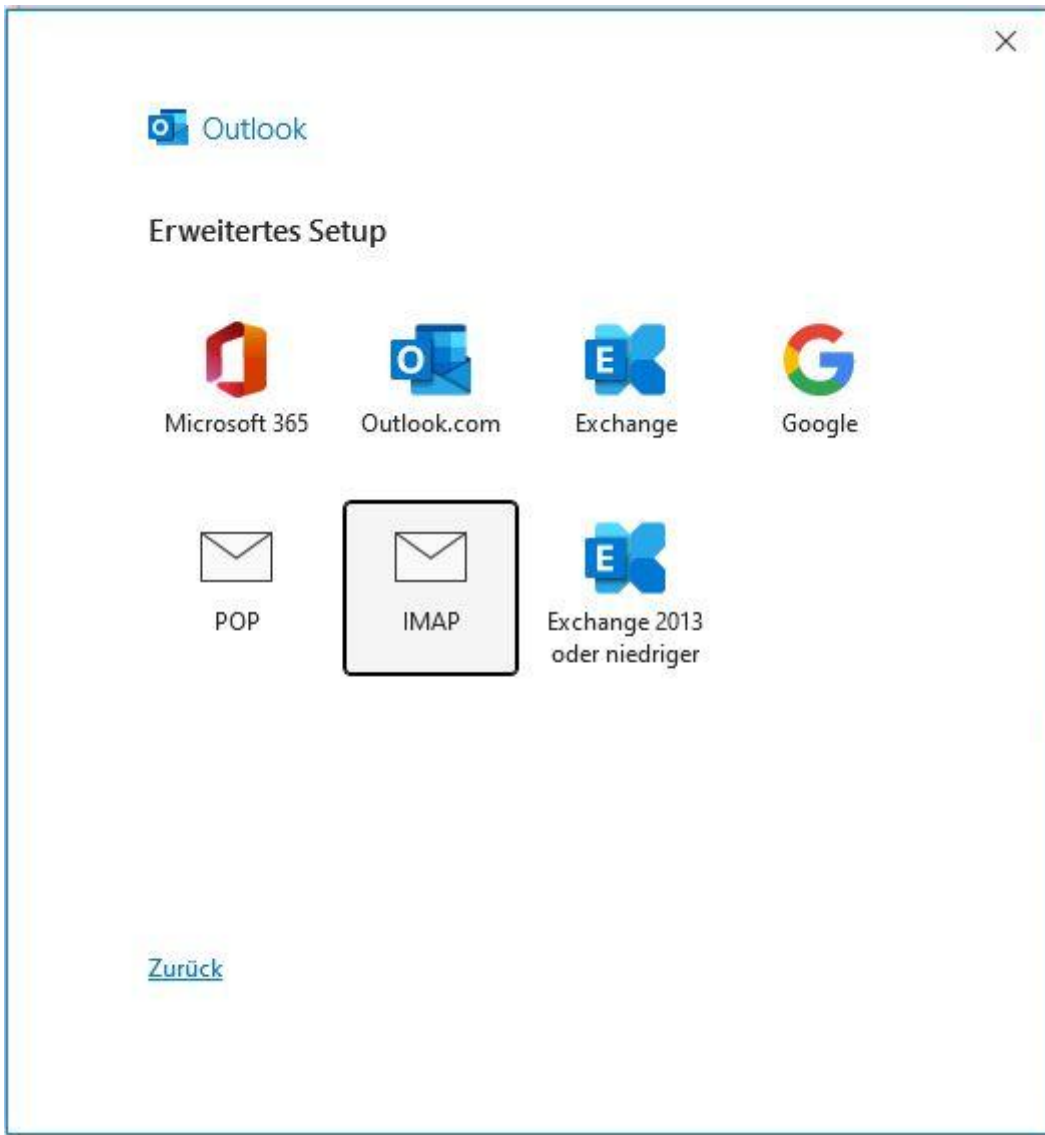 Outlook
Erweitertes Setup
Microsoft 365
Outlook.com
Exchange
Google
POP
IMAP
Exchange 2013
oder niedriger
Zurück